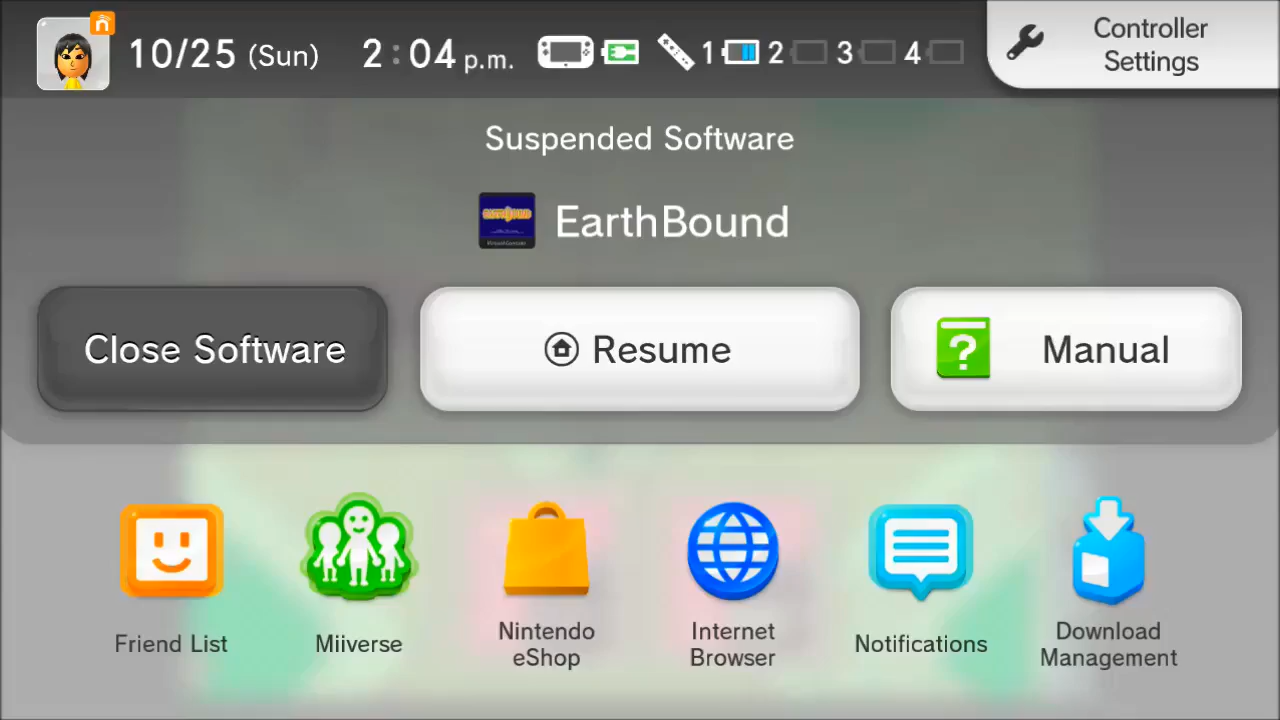 10/25 (Sun) 2:04 p.m. 1 2 3 4
Controller
Settings
Suspended Software
EarthBound
Close Software
Resume
? Manual
Friend List
Miiverse
Nintendo
eShop
Internet
Browser
Notifications
Download
Management